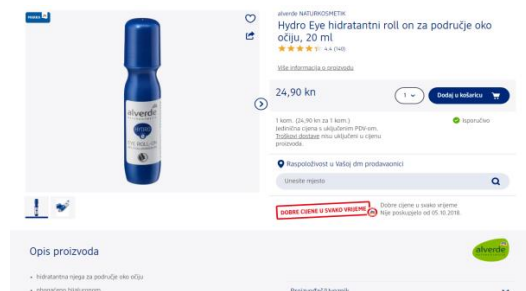 alverde NATURKOSMETIK
Hydro Eye hidratantni roll on za područje oko
očiju, 20 ml
4.4 (140)
Više informacija o proizvodu
24,90 kn
1
Dodaj u košaricu
1 kom. (24,90 kn za 1 kom.)
Jedinična cijena s uključenim PDV-om.
Troškovi dostave nisu uključeni u cijenu
proizvoda.
Isporučivo
Raspoloživost u Vašoj dm prodavaonici
Unesite mjesto
DOBRE CIJENE U SVAKO VRIJEME
Dobre cijene u svako vrijeme
Nije poskupjelo od 05.10.2018.
alverde
HYDRO
EYE ROLL-ON
Opis proizvoda
alverde
hidratantna njega za područje oko očiju